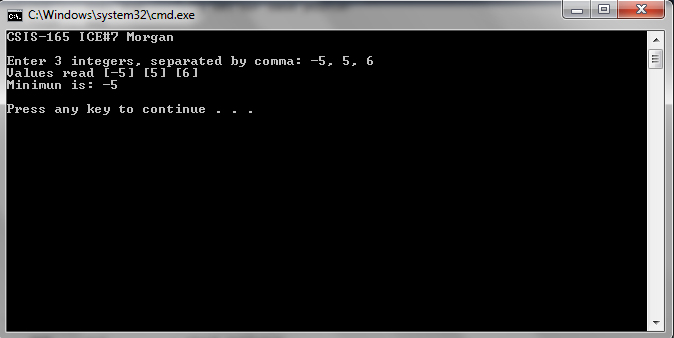 C:\Windows\system32\cmd.exe
CSIS-165 ICE#7 Morgan
Enter 3 integers, separated by comma: -5, 5, 6
Values read [-5] [5] [6]
Minimun is: -5
Press any key to continue . . .